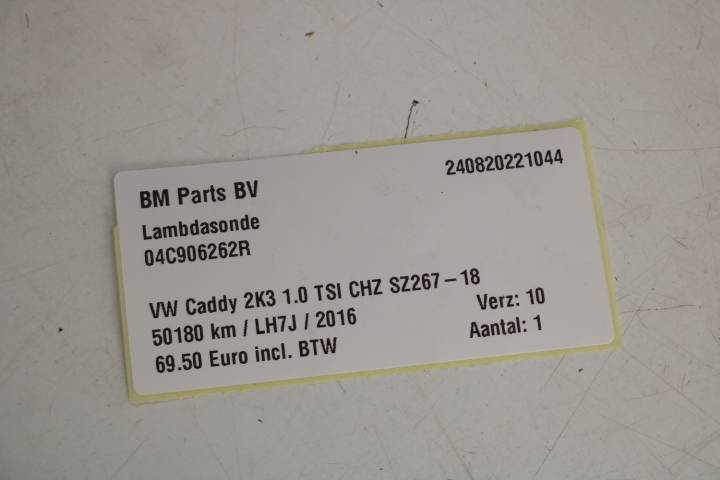 BM Parts BV 240820221044
Lambdasonde
04C906262R
VW Caddy 2K3 1.0 TSI CHZ SZ267-18
50180 km / LH7J / 2016 Verz: 10
69.50 Euro incl. BTW Aantal: 1